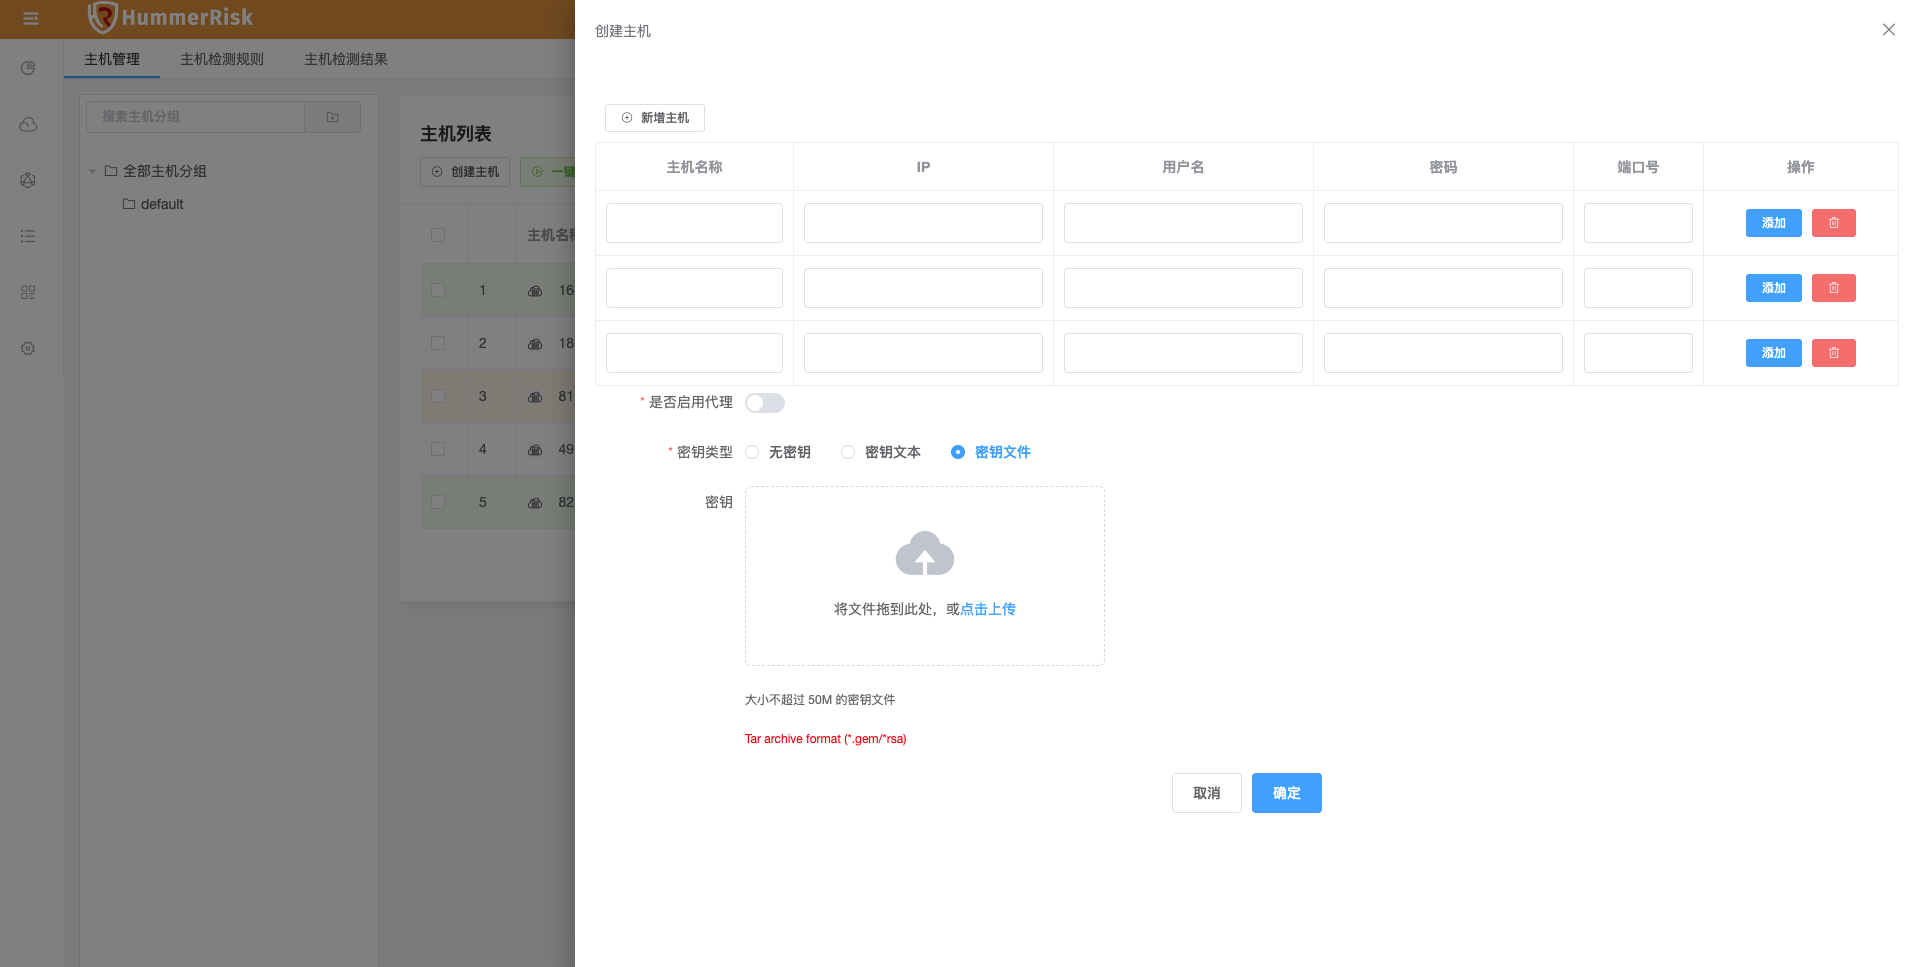 HummerRisk
主机管理 主机检测规则 主机检测结果
搜索主机分组
全部主机分组
default
主机列表
创建主机 一键
主机名称
1 16
2 18
3 81
4 49
5 82
创建主机
新增主机
主机名称 IP 用户名 密码 端口号 操作
添加
添加
添加
* 是否启用代理
* 密钥类型 无密钥 密钥文本 密钥文件
密钥
将文件拖到此处，或点击上传
大小不超过 50M 的密钥文件
Tar archive format (*.gem/*rsa)
取消 确定